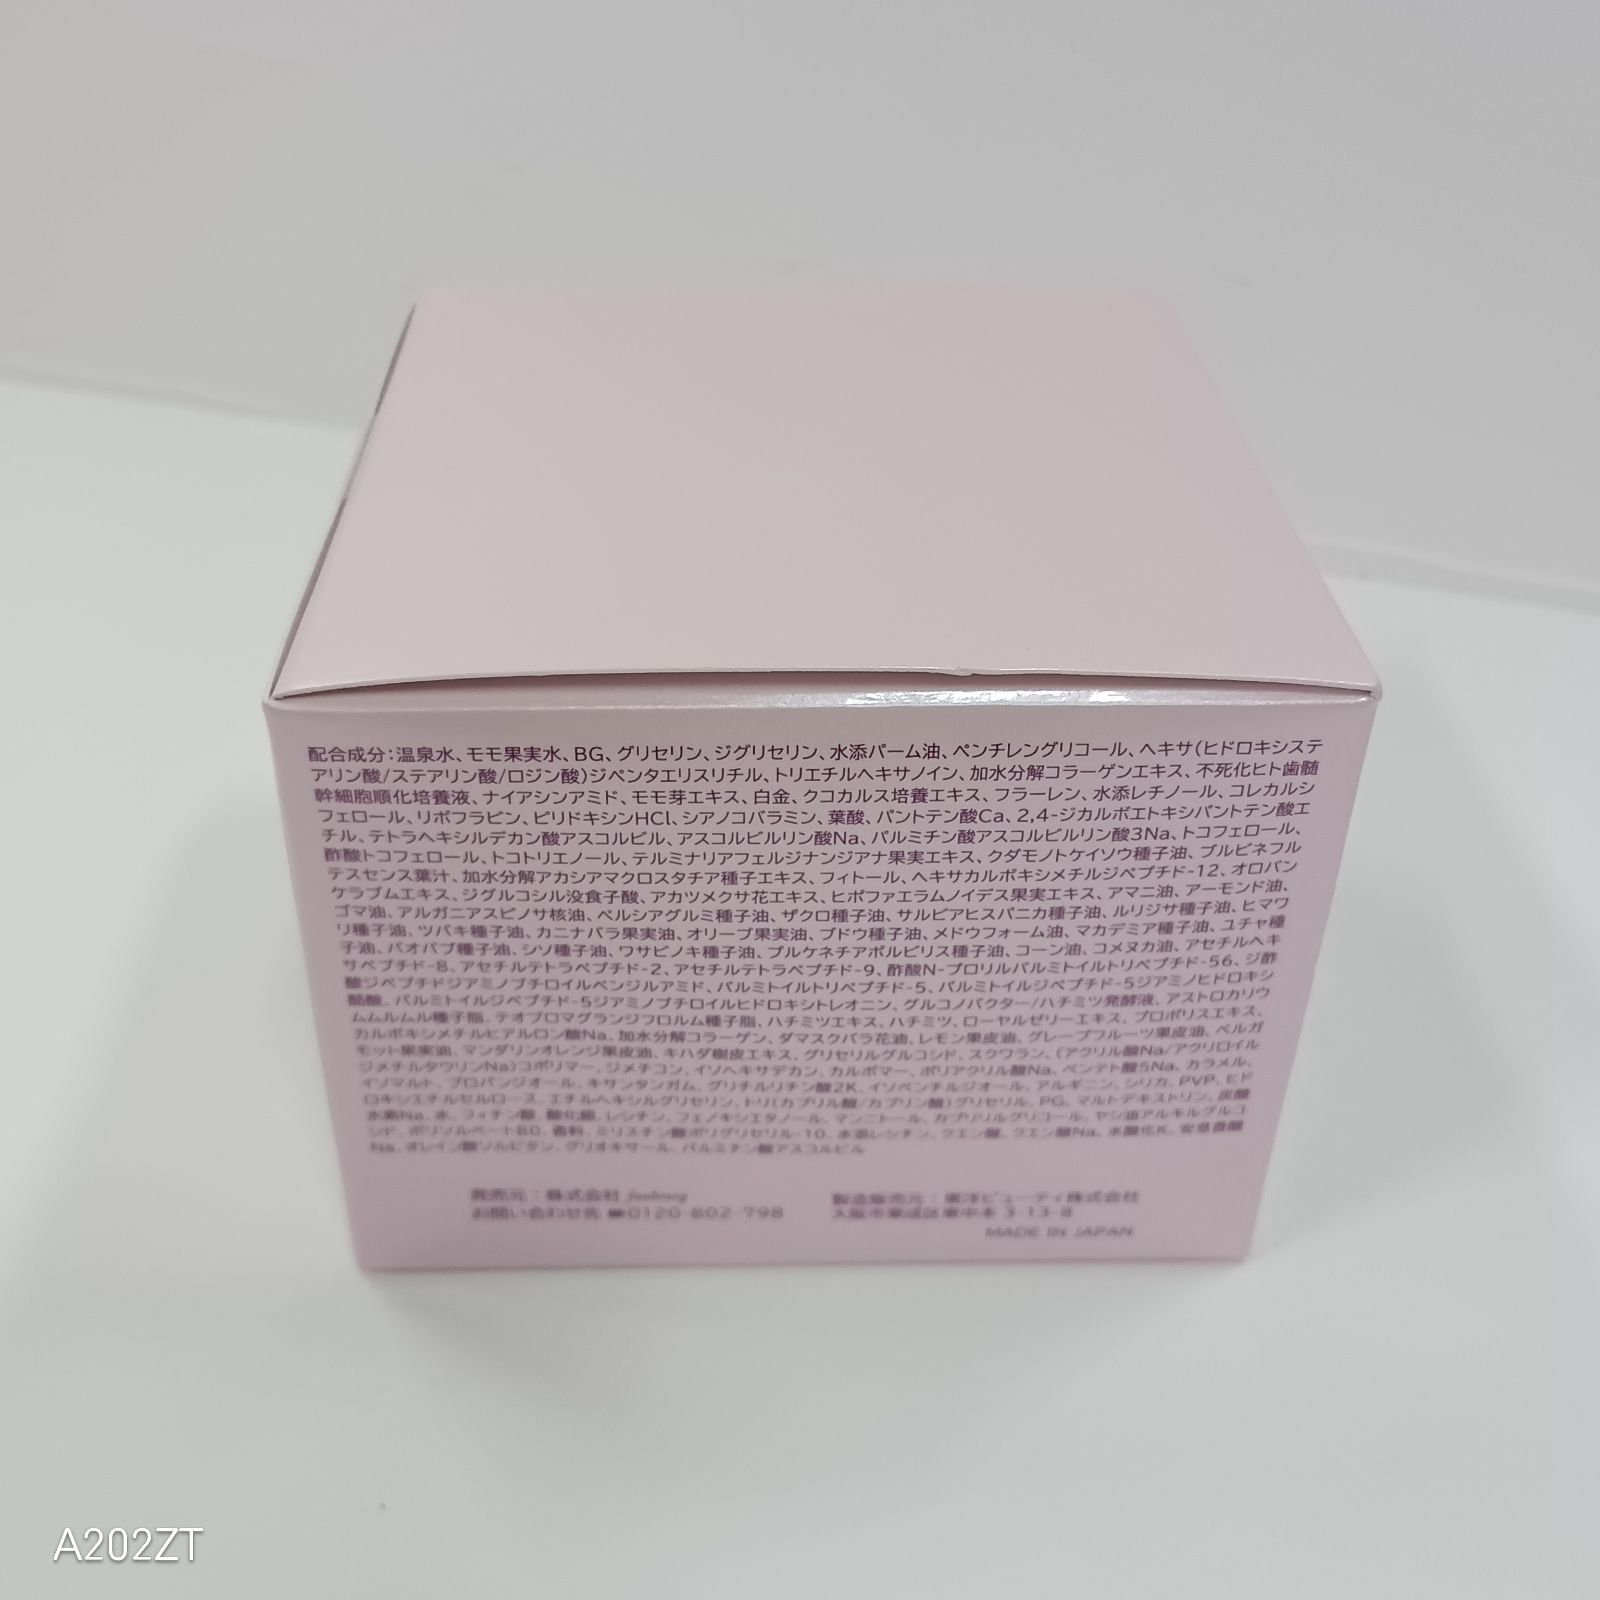 配合成分:温泉水、モモ果実水、BG、グリセリン、ジグリセリン、水添パーム油、ペンチレングリコール、ヘキサ(ヒドロキシステ
アリン酸/ステアリン酸/ロジン酸)ジペンタエリスリチル、トリエチルヘキサノイン、加水分解コラーゲンエキス、不死化ヒト歯髄
幹細胞順化培養液、ナイアシンアミド、モモ芽エキス、白金、クコカルス培養エキス、フラーレン、水添レチノール、コレカルシ
フェロール、リボフラビン、ピリドキシンHCl、シアノコバラミン、葉酸、パントテン酸Ca、2,4-ジカルボエトキシパントテン酸エ
チル、テトラヘキシルデカン酸アスコルビル、アスコルビルリン酸Na、パルミチン酸アスコルビルリン酸3Na、トコフェロール、
酢酸トコフェロール、トコトリエノール、テルミナリアフェルジナンジアナ果実エキス、クダモノトケイソウ種子油、ブルビネフル
テスセンス葉汁、加水分解アカシアマクロスタチア種子エキス、フィトール、ヘキサカルボキシメチルジペプチド-12、オロバン
ケラプムエキス、ジグルコシル没食子酸、アカツメクサ花エキス、ヒポファエラムノイデス果実エキス、アマニ油、アーモンド油、
ゴマ油、アルガニアスピノサ核油、ペルシアグルミ種子油、ザクロ種子油、サルビアヒスパニカ種子油、ルリジサ種子油、ヒマワ
リ種子油、ツバキ種子油、カニナバラ果実油、オリーブ果実油、ブドウ種子油、メドウフォーム油、マカデミア種子油、ユチャ種
子油、バオバブ種子油、シソ種子油、ワサビノキ種子油、プルケネチアボルビリス種子油、コーン油、コメヌカ油、アセチルヘキ
サペプチド-8、アセチルテトラペプチド-2、アセチルテトラペプチド-9、酢酸N-プロリルパルミトイルトリペプチド-56、ジ酢
酸ジペプチドジアミノブチロイルベンジルアミド、パルミトイルトリペプチド-5、パルミトイルジペプチド-5ジアミノヒドロキシ
酪酸、パルミトイルジペプチド-5ジアミノブチロイルヒドロキシトレオニン、グルコノバクター/ハチミツ発酵液、アストロカリウ
ムムルムル種子脂、テオブロマグランジフロルム種子脂、ハチミツエキス、ハチミツ、ローヤルゼリーエキス、プロポリスエキス、
カルボキシメチルヒアルロン酸Na、加水分解コラーゲン、ダマスクバラ花油、レモン果皮油、グレープフルーツ果皮油、ベルガ
モット果実油、マンダリンオレンジ果皮油、キハダ樹皮エキス、グリセリルグルコシド、スクワラン、(アクリル酸Na/アクリロイル
ジメチルタウリンNa)コポリマー、ジメチコン、イソヘキサデカン、カルボマー、ポリアクリル酸Na、ペンテト酸5Na、カラメル、
イソマルト、プロパンジオール、キサンタンガム、グリチルリチン酸2K、イソペンチルジオール、アルギニン、シリカ、PVP、ヒド
ロキシエチルセルロース、エチルヘキシルグリセリン、トリ(カプリル酸/カプリン酸)グリセリル、PG、マルトデキストリン、炭酸
水素Na、水、フィチン酸、酸化銀、レシチン、フェノキシエタノール、マンニトール、カプリリルグリコール、ヤシ油アルキルグルコ
シド、ポリソルベート80、香料、ミリスチン酸ポリグリセリル-10、水添レシチン、クエン酸、クエン酸Na、水酸化K、安息香酸
Na、オレイン酸ソルビタン、グリオキサール、パルミチン酸アスコルビル
発売元:株式会社 faubourg
お問い合わせ先 ☎0120-802-798
製造販売元:東洋ビューティ株式会社
大阪市東成区東中本 3-13-8
MADE IN JAPAN
A202ZT